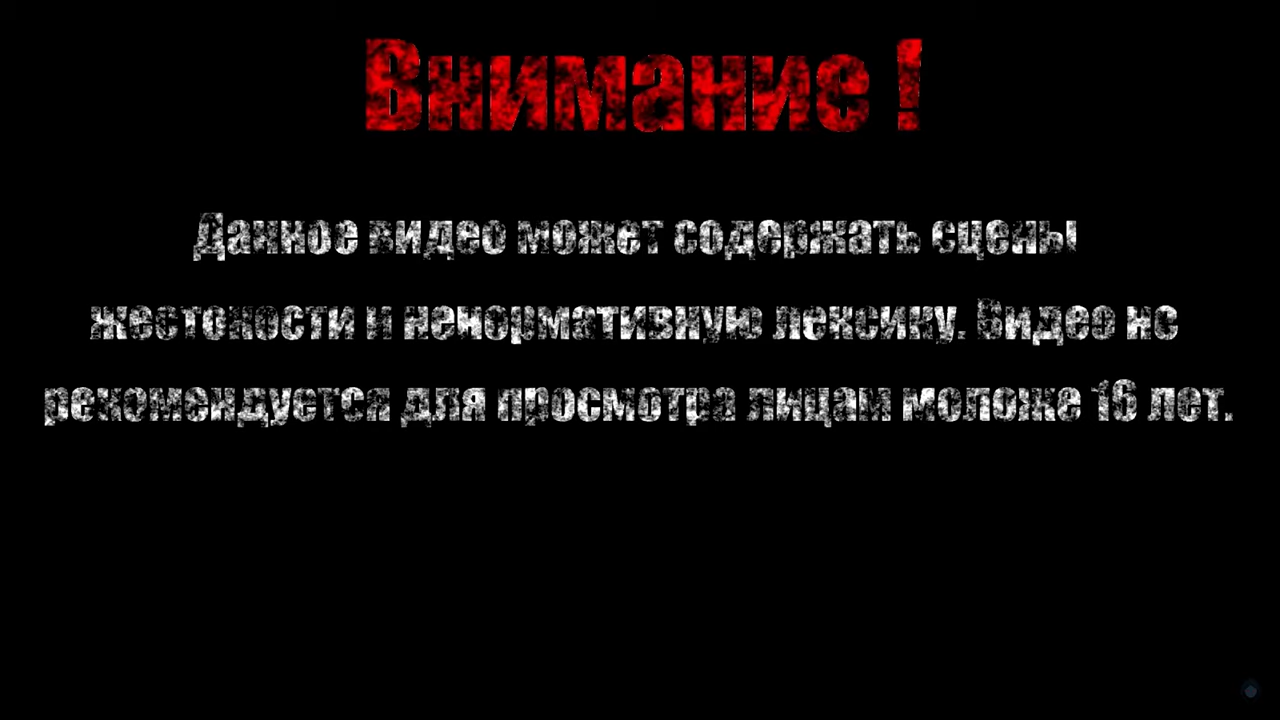 Внимание !
Данное видео может содержать сцены
жестокости и ненормативную лексику. Видео не
рекомендуется для просмотра лицам моложе 16 лет.